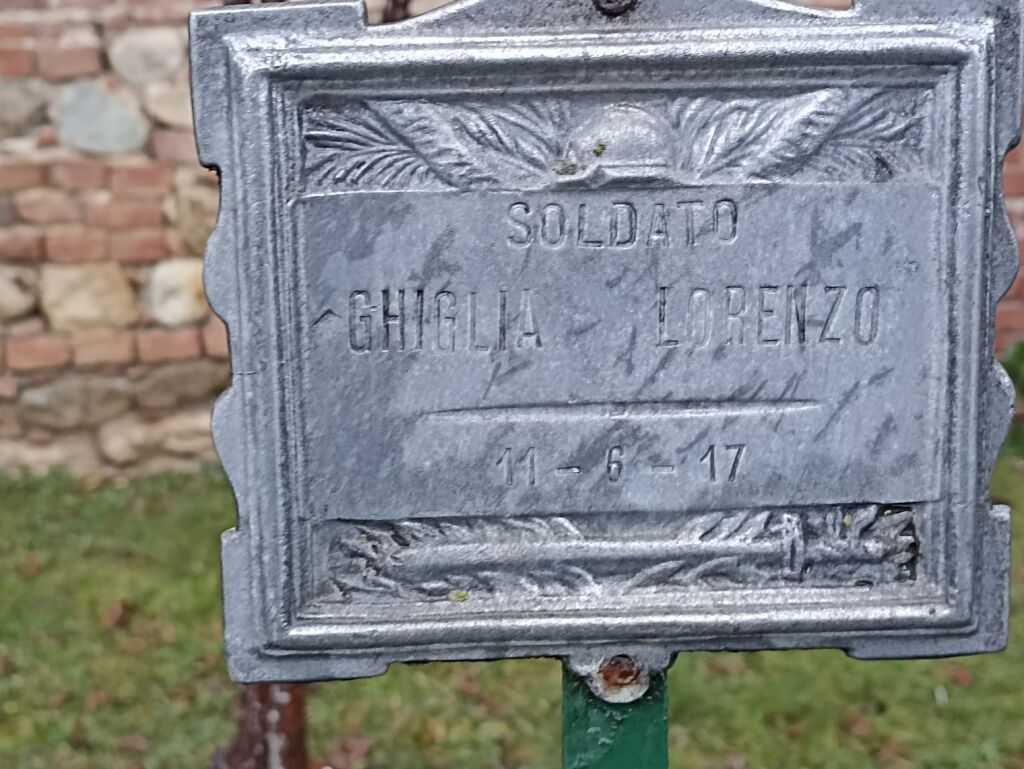 SOLDATO
GHIGLIA LORENZO
11 - 6 - 17